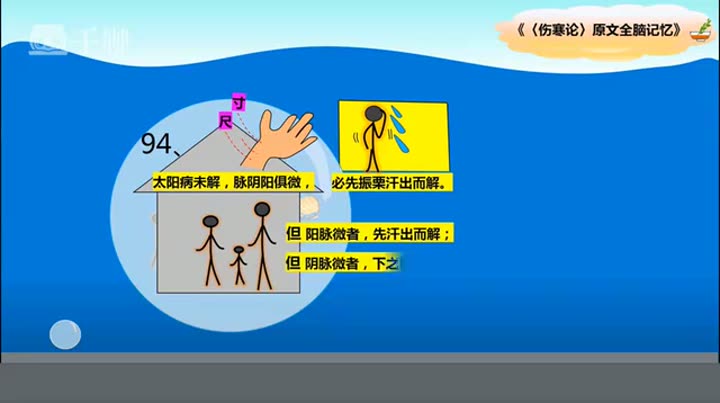 千聊
《〈伤寒论〉原文全脑记忆》
寸
尺
94、
太阳病未解，脉阴阳俱微，
必先振栗汗出而解。
但 阳脉微者，先汗出而解；
但 阴脉微者，下之